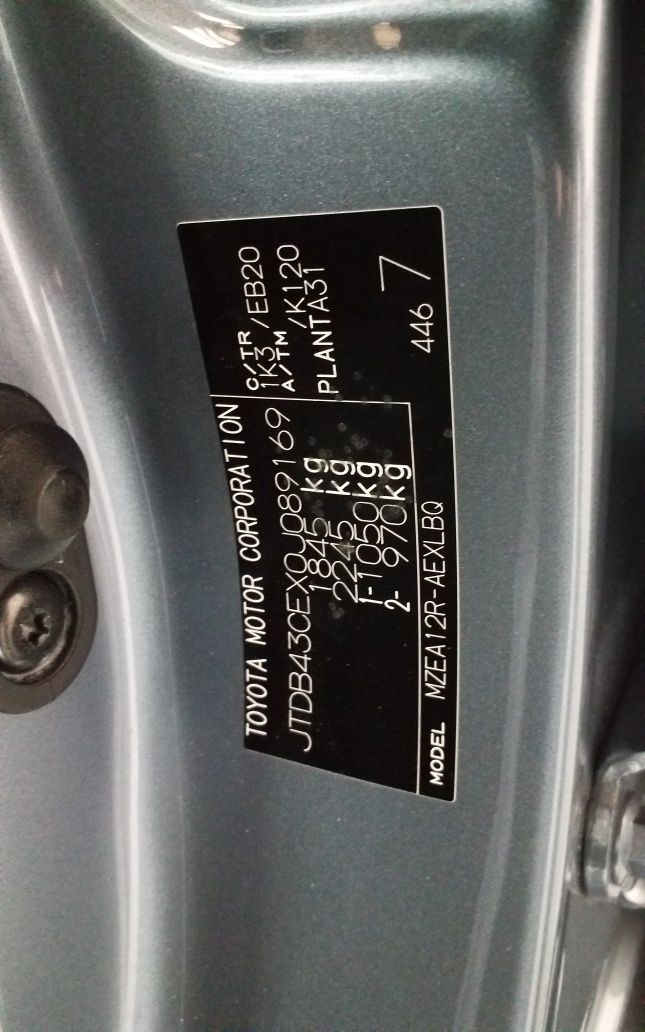 TOYOTA MOTOR CORPORATION
JTDB43CEX0J089169
1845 kg
2245 kg
1-1050kg
2- 970kg
C/TR
1K3 /EB20
A/TM
/K120
PLANTA31
MODEL MZEA12R-AEXLBQ
446 7